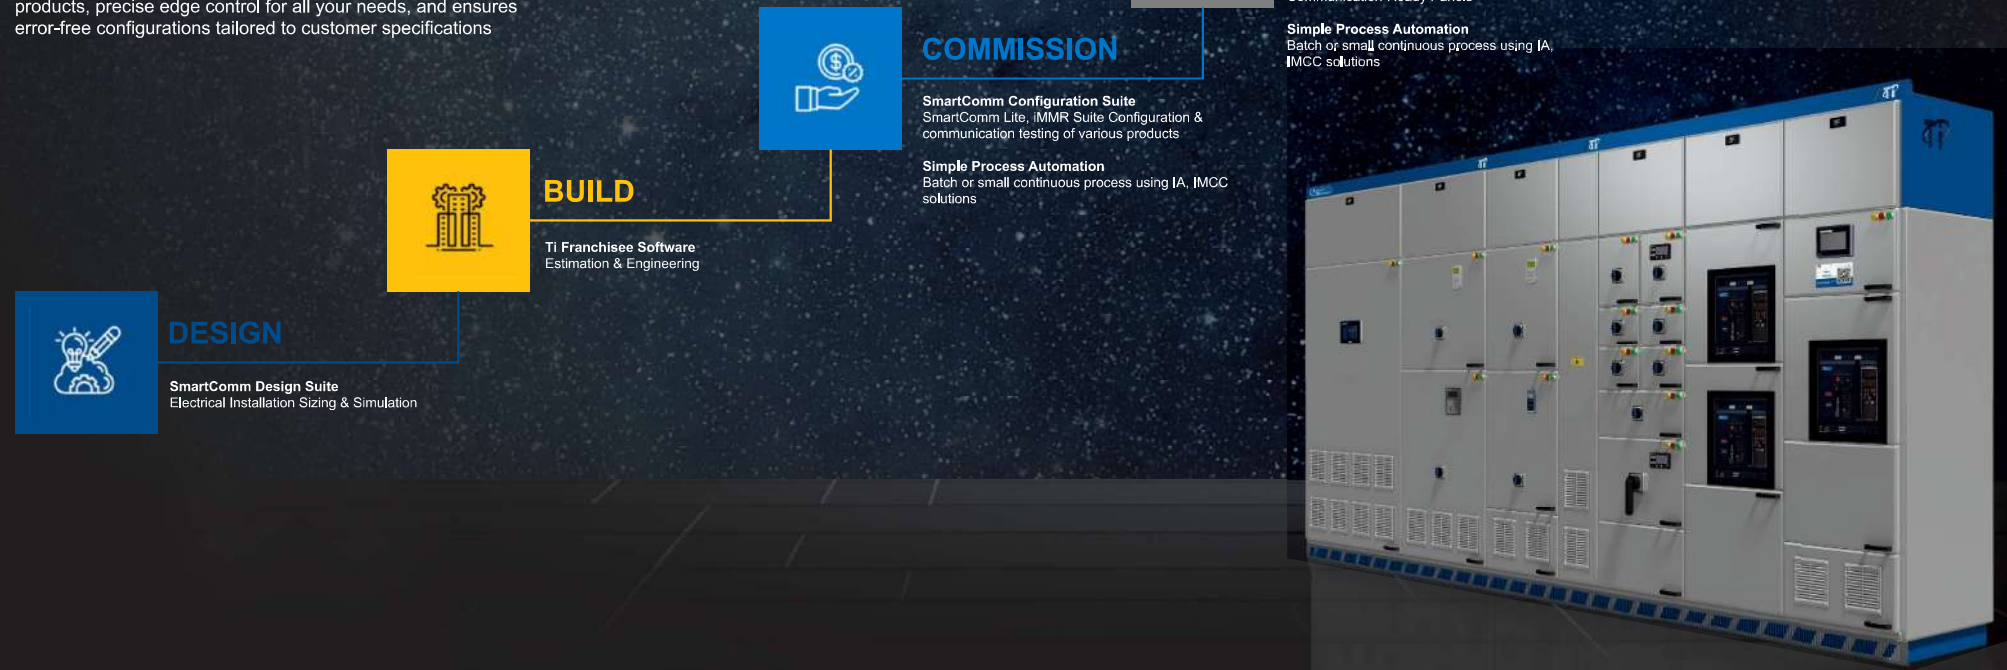 products, precise edge control for all your needs, and ensures
error-free configurations tailored to customer specifications
Simple Process Automation
Batch or small continuous process using IA,
IMCC solutions
COMMISSION
SmartComm Configuration Suite
SmartComm Lite, iMMR Suite Configuration &
communication testing of various products
Simple Process Automation
Batch or small continuous process using IA, IMCC
solutions
BUILD
Ti Franchisee Software
Estimation & Engineering
DESIGN
SmartComm Design Suite
Electrical Installation Sizing & Simulation